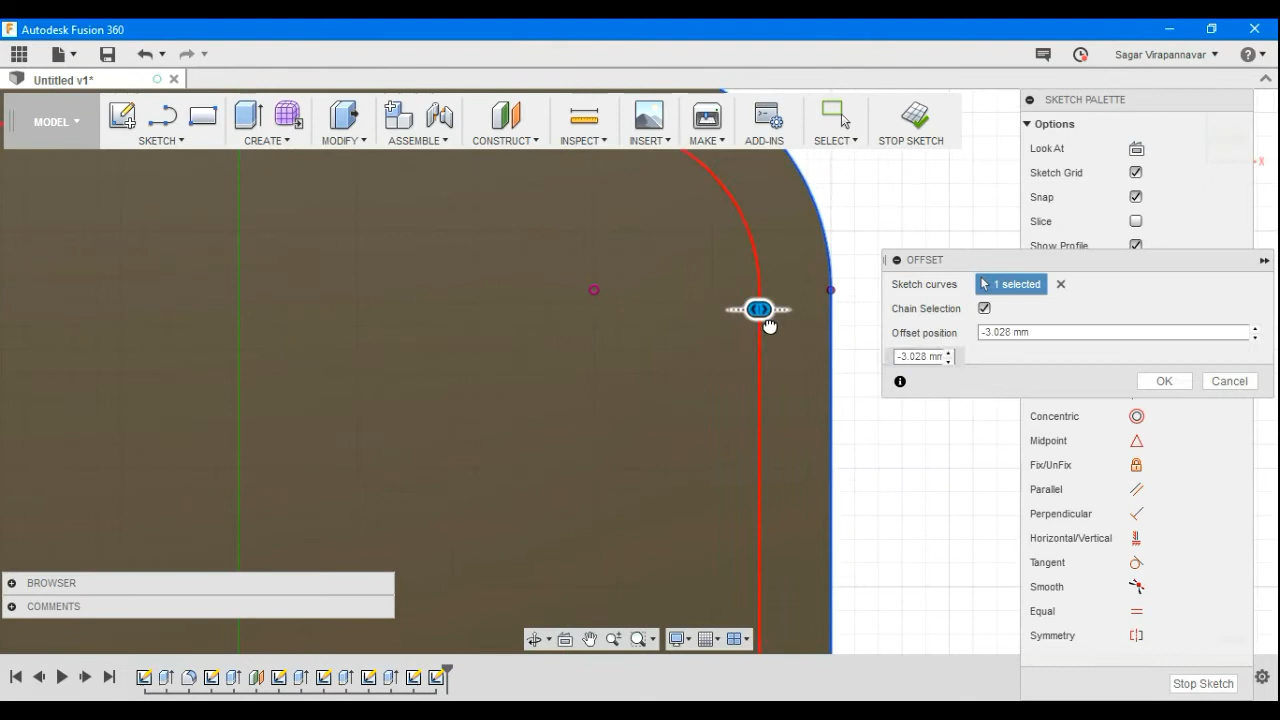 Autodesk Fusion 360
Sagar Virapannavar
Untitled v1*
MODEL
SKETCH
CREATE
MODIFY
ASSEMBLE
CONSTRUCT
INSPECT
INSERT
MAKE
ADD-INS
SELECT
STOP SKETCH
SKETCH PALETTE
Options
Look At
X
Sketch Grid
Snap
Slice
Show Profile
OFFSET
Sketch curves
1 selected
Chain Selection
Offset position
-3.028 mm
-3.028 mm
OK
Cancel
Concentric
Midpoint
Fix/UnFix
Parallel
Perpendicular
Horizontal/Vertical
Tangent
Smooth
Equal
Symmetry
BROWSER
COMMENTS
Stop Sketch